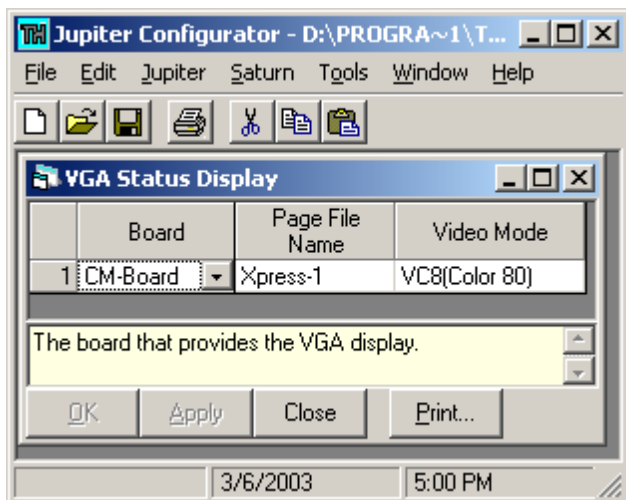 TH Jupiter Configurator - D:\PROGRA~1\T...
File Edit Jupiter Saturn Tools Window Help
VGA Status Display
Board Page File Name Video Mode
1 CM-Board Xpress-1 VC8(Color 80)
The board that provides the VGA display.
OK Apply Close Print...
3/6/2003 5:00 PM